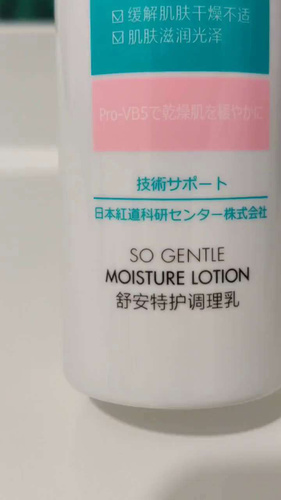 ☑ 缓解肌肤干燥不适
☑ 肌肤滋润光泽
Pro-VB5で乾燥肌を穏やかに
技術サポート
日本紅道科研センター株式会社
SO GENTLE
MOISTURE LOTION
舒安特护调理乳